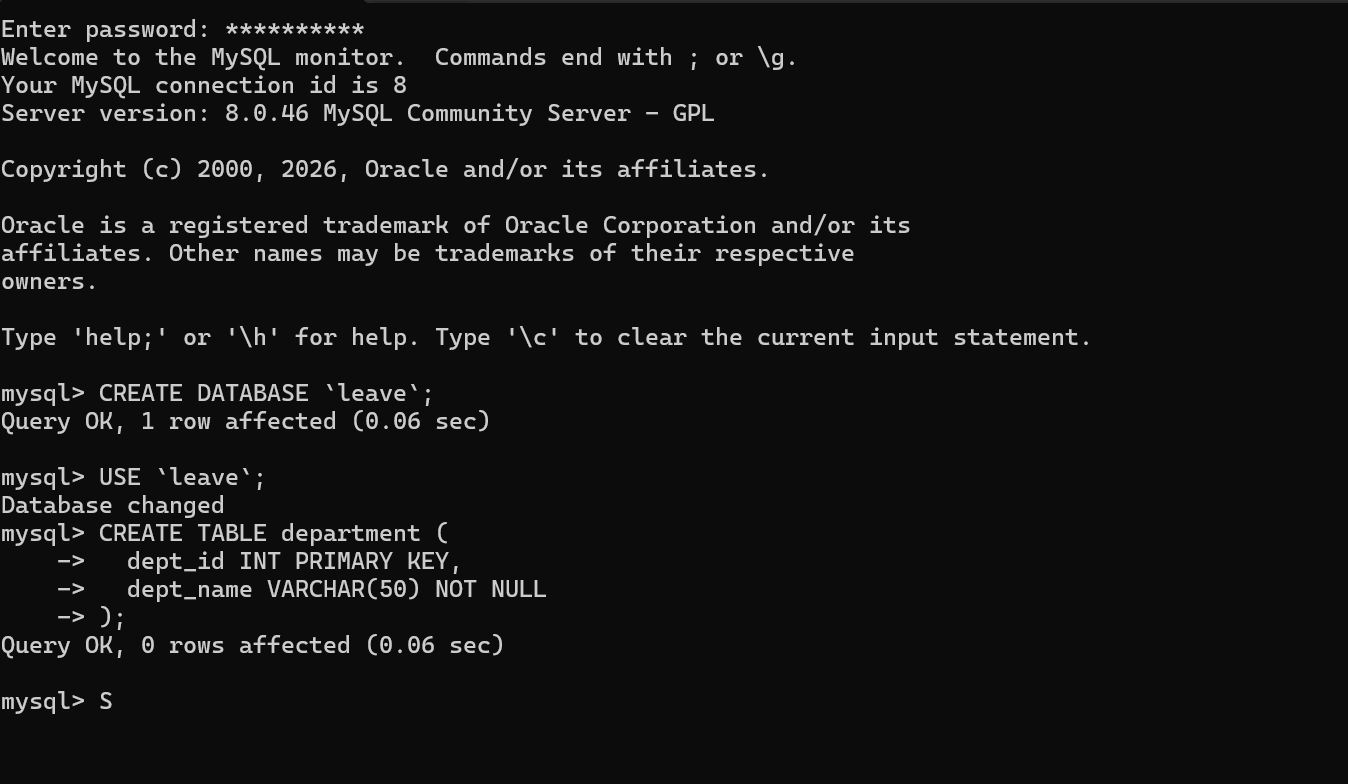 Enter password: **********
Welcome to the MySQL monitor.  Commands end with ; or \g.
Your MySQL connection id is 8
Server version: 8.0.46 MySQL Community Server - GPL

Copyright (c) 2000, 2026, Oracle and/or its affiliates.

Oracle is a registered trademark of Oracle Corporation and/or its
affiliates. Other names may be trademarks of their respective
owners.

Type 'help;' or '\h' for help. Type '\c' to clear the current input statement.

mysql> CREATE DATABASE `leave`;
Query OK, 1 row affected (0.06 sec)

mysql> USE `leave`;
Database changed
mysql> CREATE TABLE department (
    ->   dept_id INT PRIMARY KEY,
    ->   dept_name VARCHAR(50) NOT NULL
    -> );
Query OK, 0 rows affected (0.06 sec)

mysql> S